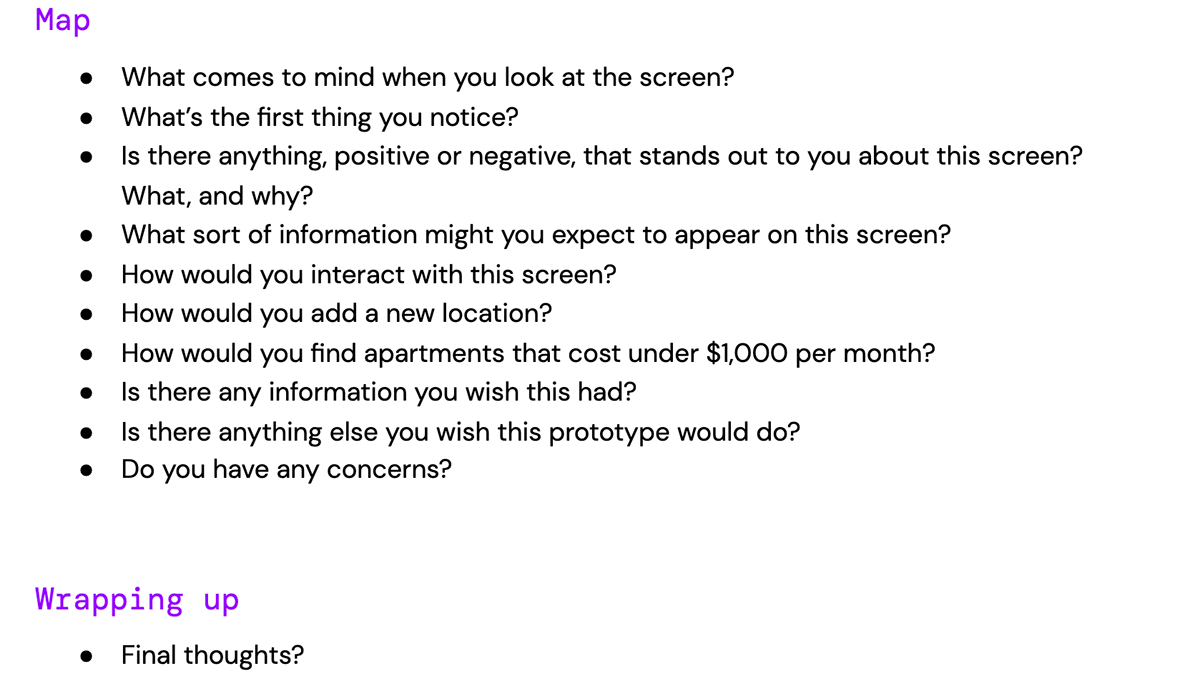 Map
● What comes to mind when you look at the screen?
● What’s the first thing you notice?
● Is there anything, positive or negative, that stands out to you about this screen?
What, and why?
● What sort of information might you expect to appear on this screen?
● How would you interact with this screen?
● How would you add a new location?
● How would you find apartments that cost under $1,000 per month?
● Is there any information you wish this had?
● Is there anything else you wish this prototype would do?
● Do you have any concerns?
Wrapping up
● Final thoughts?